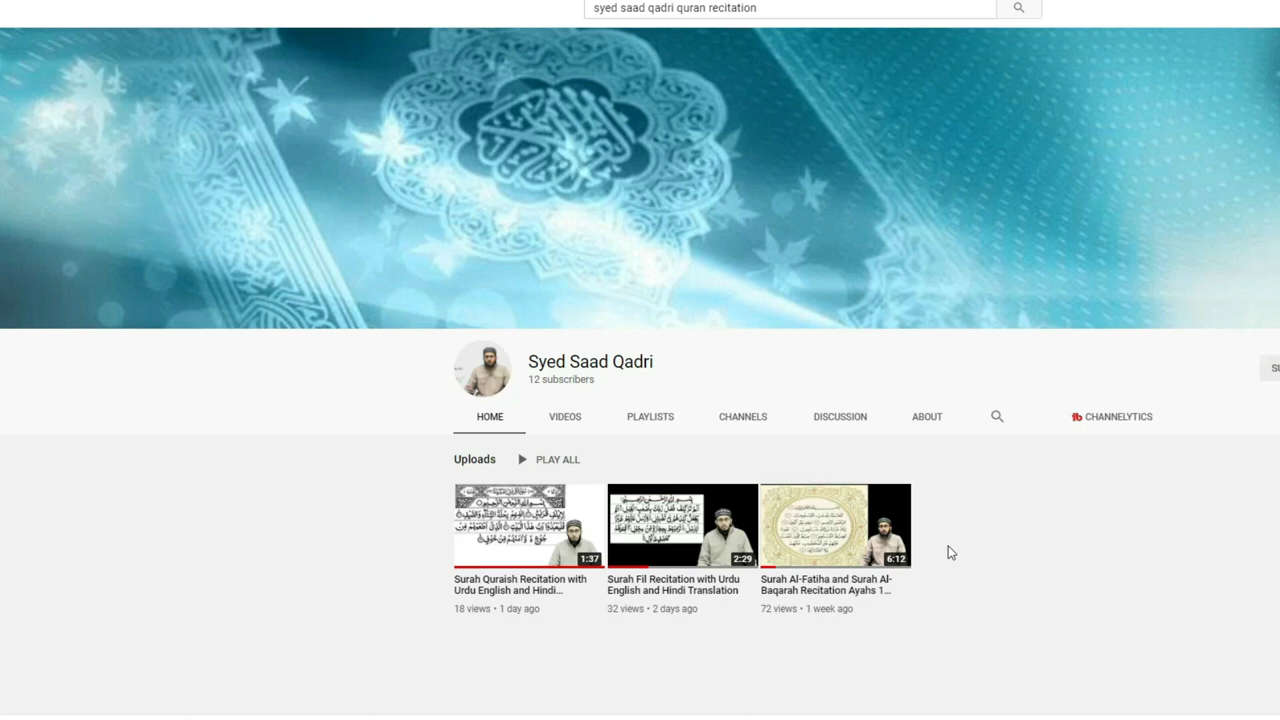 syed saad qadri quran recitation
Syed Saad Qadri
12 subscribers
HOME VIDEOS PLAYLISTS CHANNELS DISCUSSION ABOUT CHANNELYTICS
Uploads PLAY ALL
1:37 2:29 6:12
Surah Quraish Recitation with
Urdu English and Hindi...
18 views • 1 day ago
Surah Fil Recitation with Urdu
English and Hindi Translation
32 views • 2 days ago
Surah Al-Fatiha and Surah Al-
Baqarah Recitation Ayahs 1...
72 views • 1 week ago